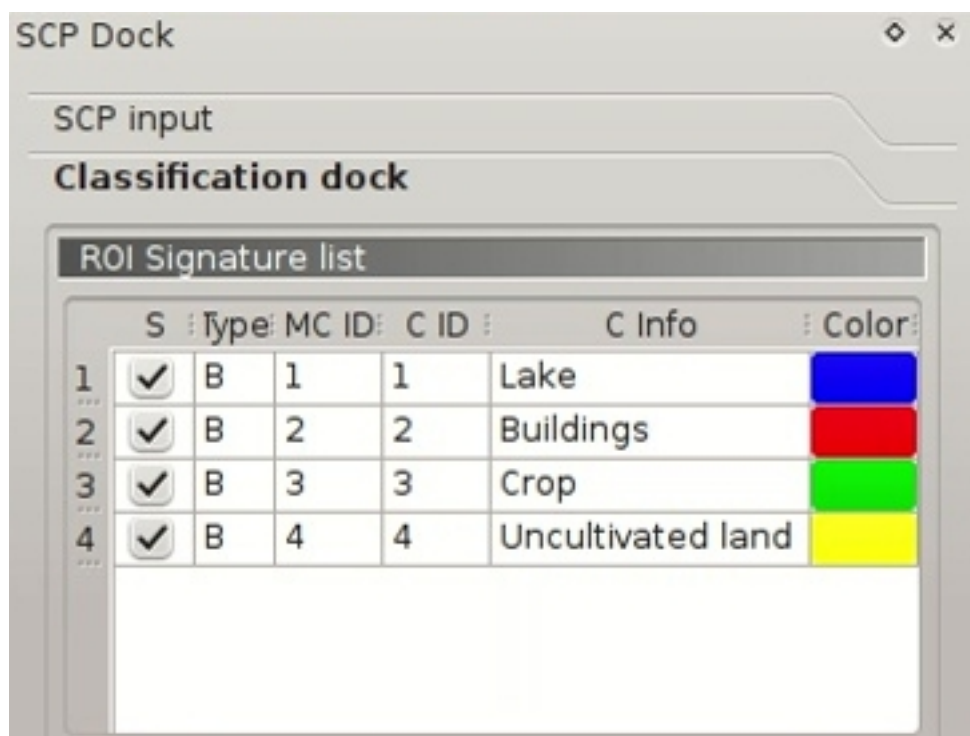 SCP Dock
SCP input
Classification dock
ROI Signature list
S Type MC ID C ID C Info Color
1 B 1 1 Lake
2 B 2 2 Buildings
3 B 3 3 Crop
4 B 4 4 Uncultivated land